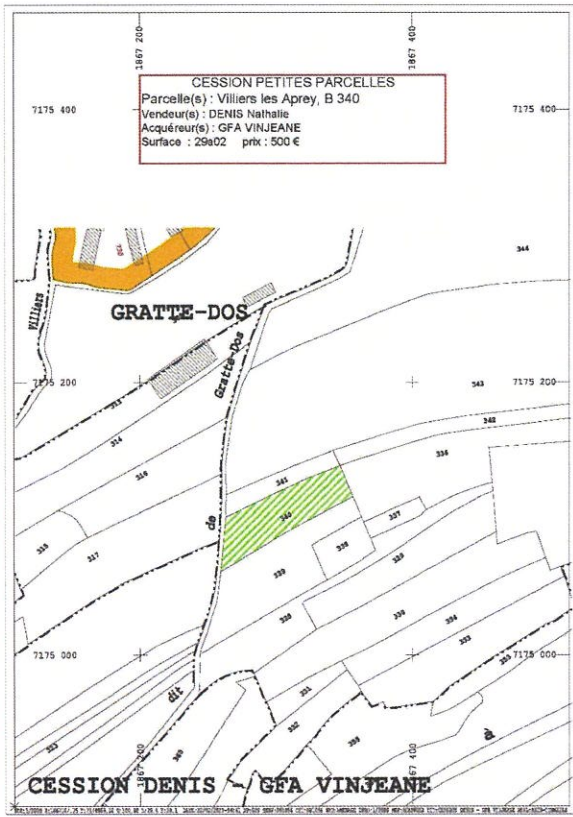 1867 200
1867 400
CESSION PETITES PARCELLES
Parcelle(s) : Villiers les Aprey, B 340
Vendeur(s) : DENIS Nathalie
Acquéreur(s) : GFA VINJEANE
Surface : 29a02 prix : 500 €
7175 400
7175 400
344
Villiers
GRATTE-DOS
Gratte-Dos
7175 200
7175 200
343
342
313
314
316
336
341
340
337
de
315
317
338
339
329
335
330
334
333
7175 000
7175 000
331
332
dit
à
1867 200
1867 400
CESSION DENIS - GFA VINJEANE